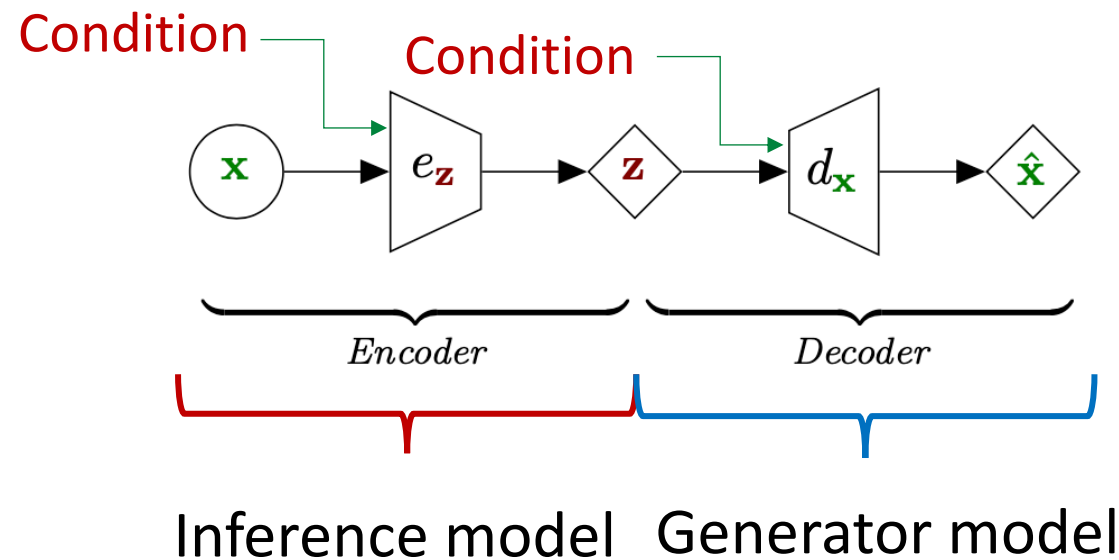 Condition
Condition
x
e_z
z
d_x
x̂
Encoder
Decoder
Inference model
Generator model